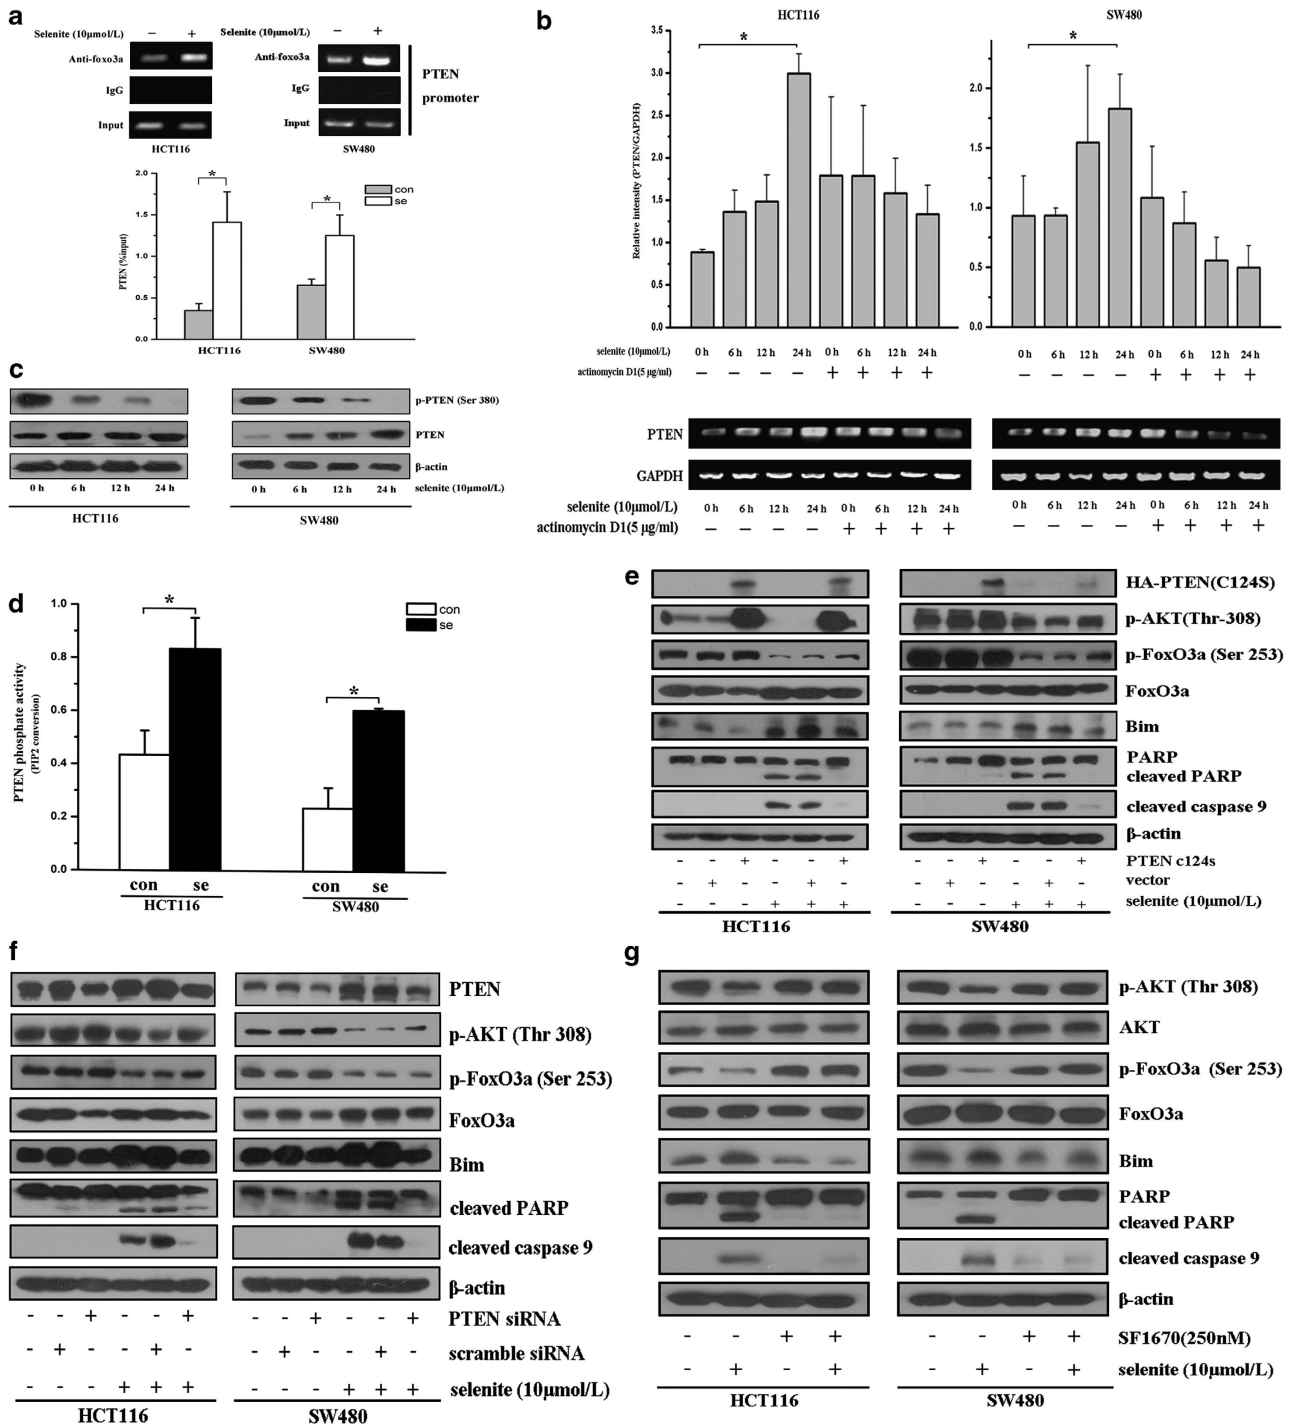 a
Selenite (10μmol/L) − +
Selenite (10μmol/L) − +
Anti-foxo3a
Anti-foxo3a
IgG
IgG
Input
Input
HCT116
SW480
PTEN
promoter
PTEN (%input)
2.0
1.5
1.0
0.5
0.0
*
*
con
se
HCT116
SW480
b
HCT116
SW480
Relative intensity (PTEN/GAPDH)
3.5
3.0
2.5
2.0
1.5
1.0
0.5
0.0
*
2.0
1.5
1.0
0.5
0.0
*
selenite (10μmol/L) 0 h 6 h 12 h 24 h 0 h 6 h 12 h 24 h 0 h 6 h 12 h 24 h 0 h 6 h 12 h 24 h
actinomycin D1(5 μg/ml) − − − − + + + + − − − − + + + +
PTEN
GAPDH
selenite (10μmol/L) 0 h 6 h 12 h 24 h 0 h 6 h 12 h 24 h 0 h 6 h 12 h 24 h 0 h 6 h 12 h 24 h
actinomycin D1(5 μg/ml) − − − − + + + + − − − − + + + +
c
p-PTEN (Ser 380)
PTEN
β-actin
0 h 6 h 12 h 24 h 0 h 6 h 12 h 24 h selenite (10μmol/L)
HCT116
SW480
d
PTEN phosphate activity
(PIP2 conversion)
1.0
0.8
0.6
0.4
0.2
0.0
*
*
con
se
con se con se
HCT116
SW480
e
HA-PTEN(C124S)
p-AKT(Thr-308)
p-FoxO3a (Ser 253)
FoxO3a
Bim
PARP
cleaved PARP
cleaved caspase 9
β-actin
- - + - - + - - + - - + PTEN c124s
- + - - + - - + - - + - vector
- - - + + + - - - + + + selenite (10μmol/L)
HCT116
SW480
f
PTEN
p-AKT (Thr 308)
p-FoxO3a (Ser 253)
FoxO3a
Bim
cleaved PARP
cleaved caspase 9
β-actin
- - + - - + - - + - - + PTEN siRNA
- + - - + - - + - - + - scramble siRNA
- - - + + + - - - + + + selenite (10μmol/L)
HCT116
SW480
g
p-AKT (Thr 308)
AKT
p-FoxO3a (Ser 253)
FoxO3a
Bim
PARP
cleaved PARP
cleaved caspase 9
β-actin
- - + + - - + + SF1670(250nM)
- + - + - + - + selenite (10μmol/L)
HCT116
SW480